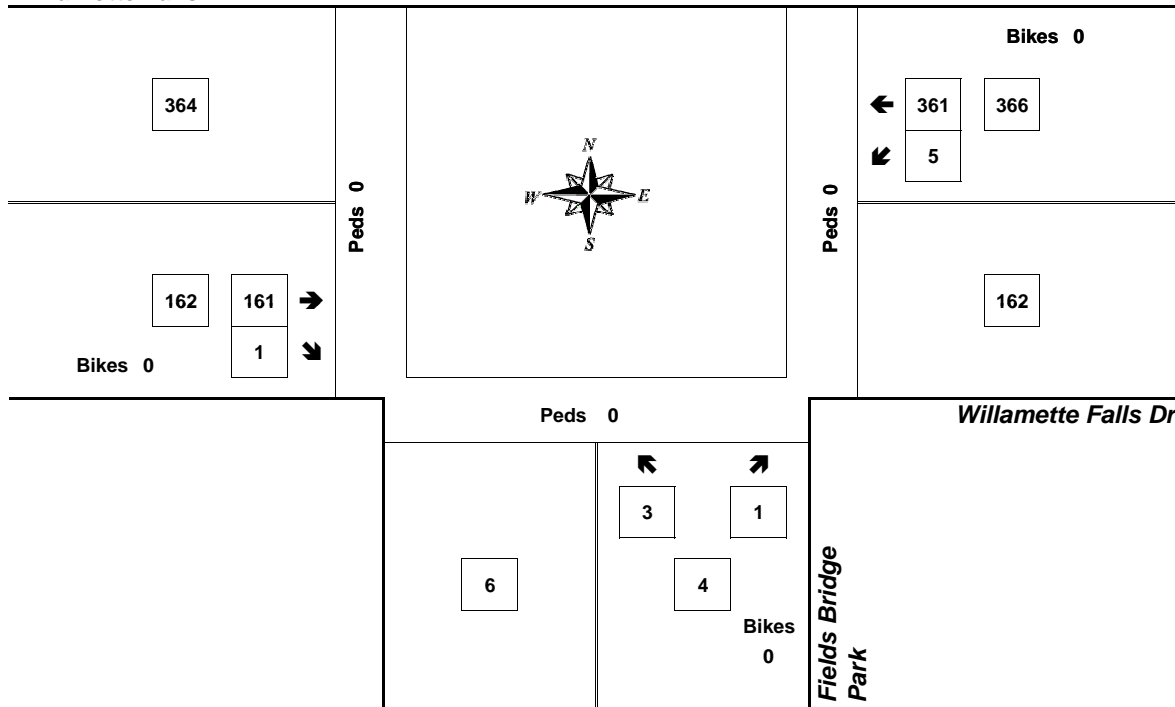 Bikes 0
364
361 366
5
N
W E
S
Peds 0
Peds 0
162 161
1
Bikes 0
162
Peds 0
Willamette Falls Dr
3 1
6
4
Bikes
0
Fields Bridge
Park